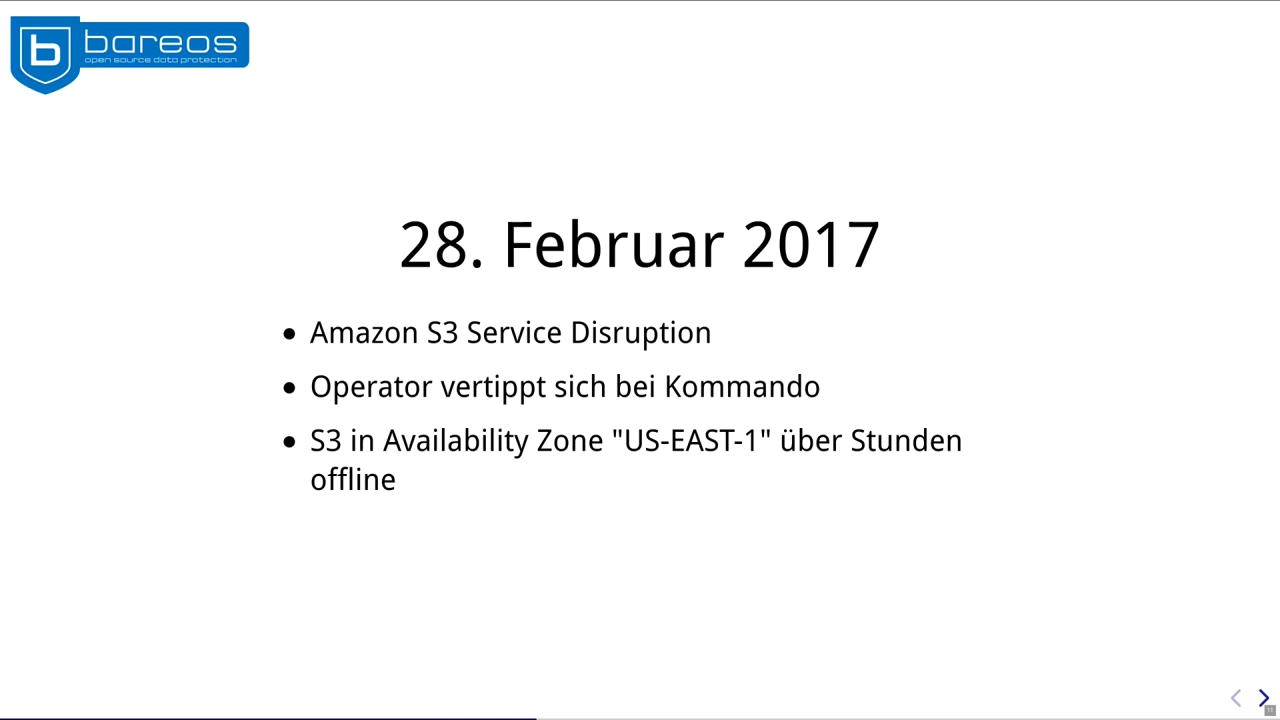 bareos
open source data protection
28. Februar 2017
Amazon S3 Service Disruption
Operator vertippt sich bei Kommando
S3 in Availability Zone "US-EAST-1" über Stunden
offline
11